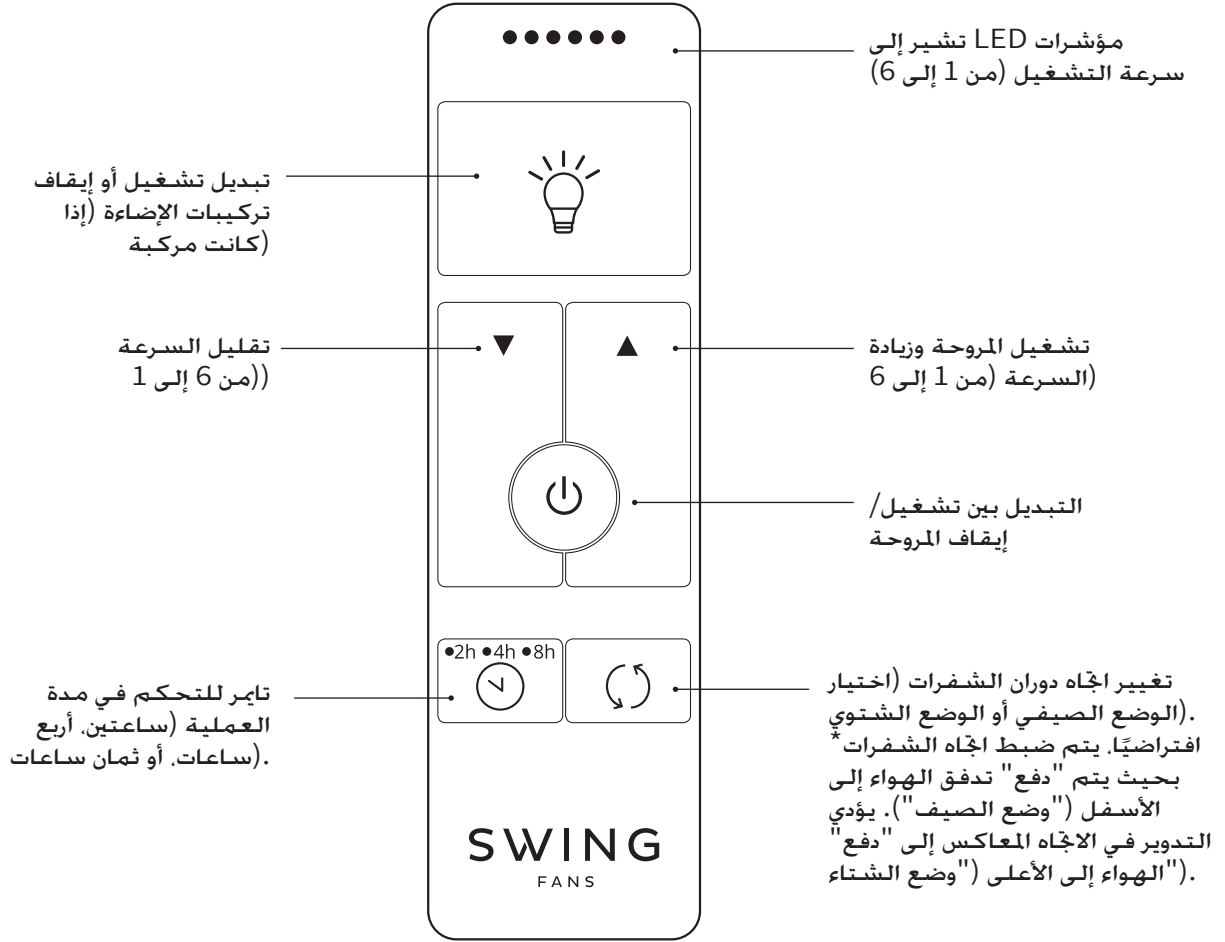 مؤشرات LED تشير إلى
سرعة التشغيل (من 1 إلى 6)
تبديل تشغيل أو إيقاف
تركيبات الإضاءة (إذا
كانت مركبة)
تشغيل المروحة وزيادة
السرعة (من 1 إلى 6)
تقليل السرعة
((من 6 إلى 1
التبديل بين تشغيل/
إيقاف المروحة
•2h •4h •8h
تغيير اتجاه دوران الشفرات (اختيار
الوضع الصيفي أو الوضع الشتوي).
*افتراضيًا، يتم ضبط اتجاه الشفرات
بحيث يتم "دفع" تدفق الهواء إلى
الأسفل ("وضع الصيف"). يؤدي
التدوير في الاتجاه المعاكس إلى "دفع"
الهواء إلى الأعلى ("وضع الشتاء").
تايمر للتحكم في مدة
العملية (ساعتين، أربع
ساعات، أو ثمان ساعات).
SWING
FANS